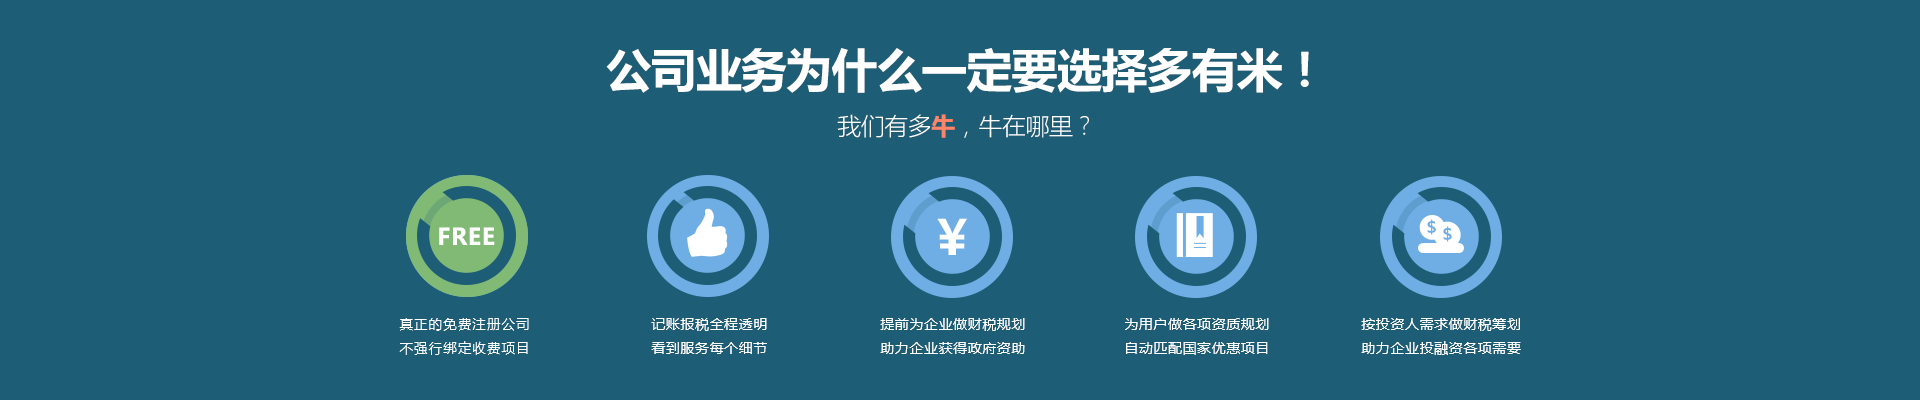 公司业务为什么一定要选择多有米！
我们有多牛，牛在哪里？
FREE
¥
$ $
真正的免费注册公司
不强行绑定收费项目
记账报税全程透明
看到服务每个细节
提前为企业做财税规划
助力企业获得政府资助
为用户做各项资质规划
自动匹配国家优惠项目
按投资人需求做财税筹划
助力企业投融资各项需要